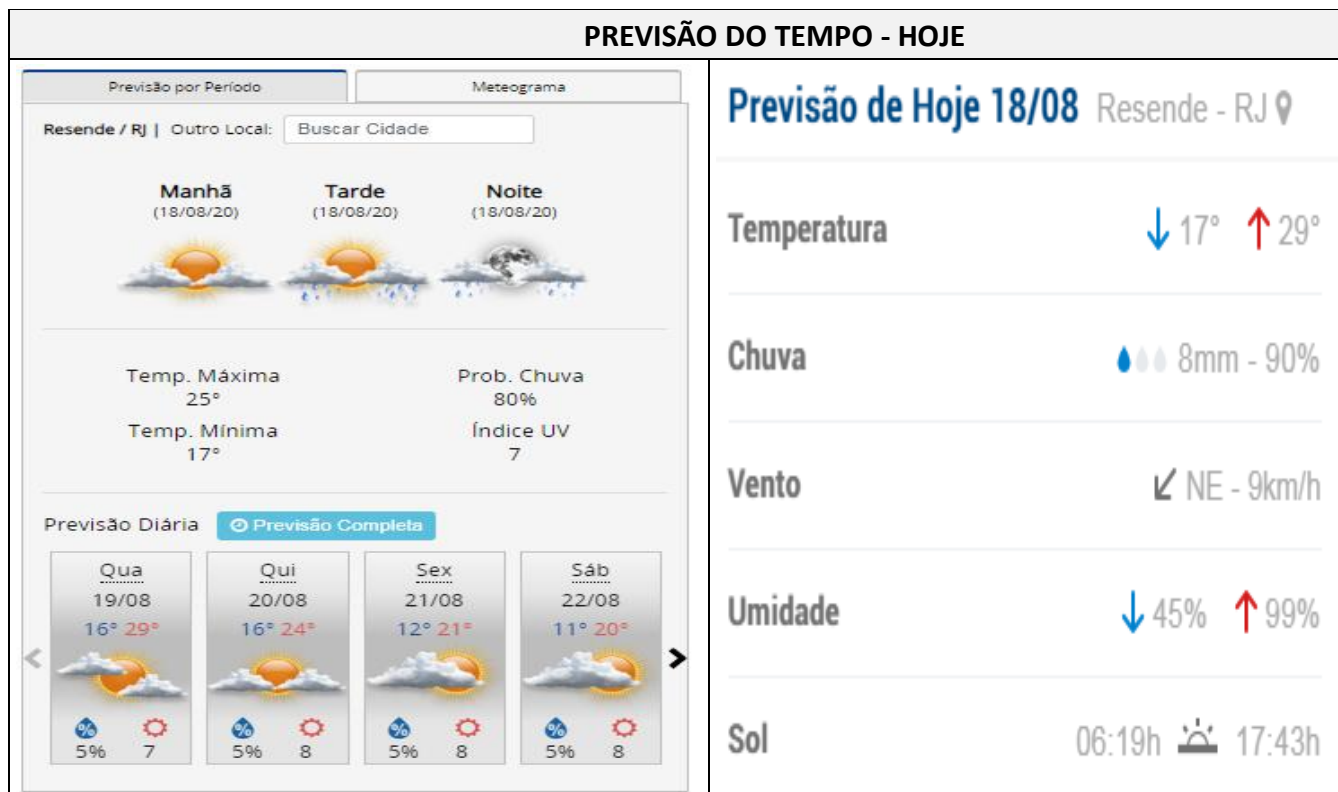 PREVISÃO DO TEMPO - HOJE
Previsão por Período
Meteograma
Resende / RJ | Outro Local: Buscar Cidade
Manhã Tarde Noite
(18/08/20) (18/08/20) (18/08/20)
Temp. Máxima Prob. Chuva
25° 80%
Temp. Mínima Índice UV
17° 7
Previsão Diária Previsão Completa
Qua Qui Sex Sáb
19/08 20/08 21/08 22/08
16° 29° 16° 24° 12° 21° 11° 20°
% % % %
5% 7 5% 8 5% 8 5% 8
Previsão de Hoje 18/08 Resende - RJ
Temperatura 17° 29°
Chuva 8mm - 90%
Vento NE - 9km/h
Umidade 45% 99%
Sol 06:19h 17:43h